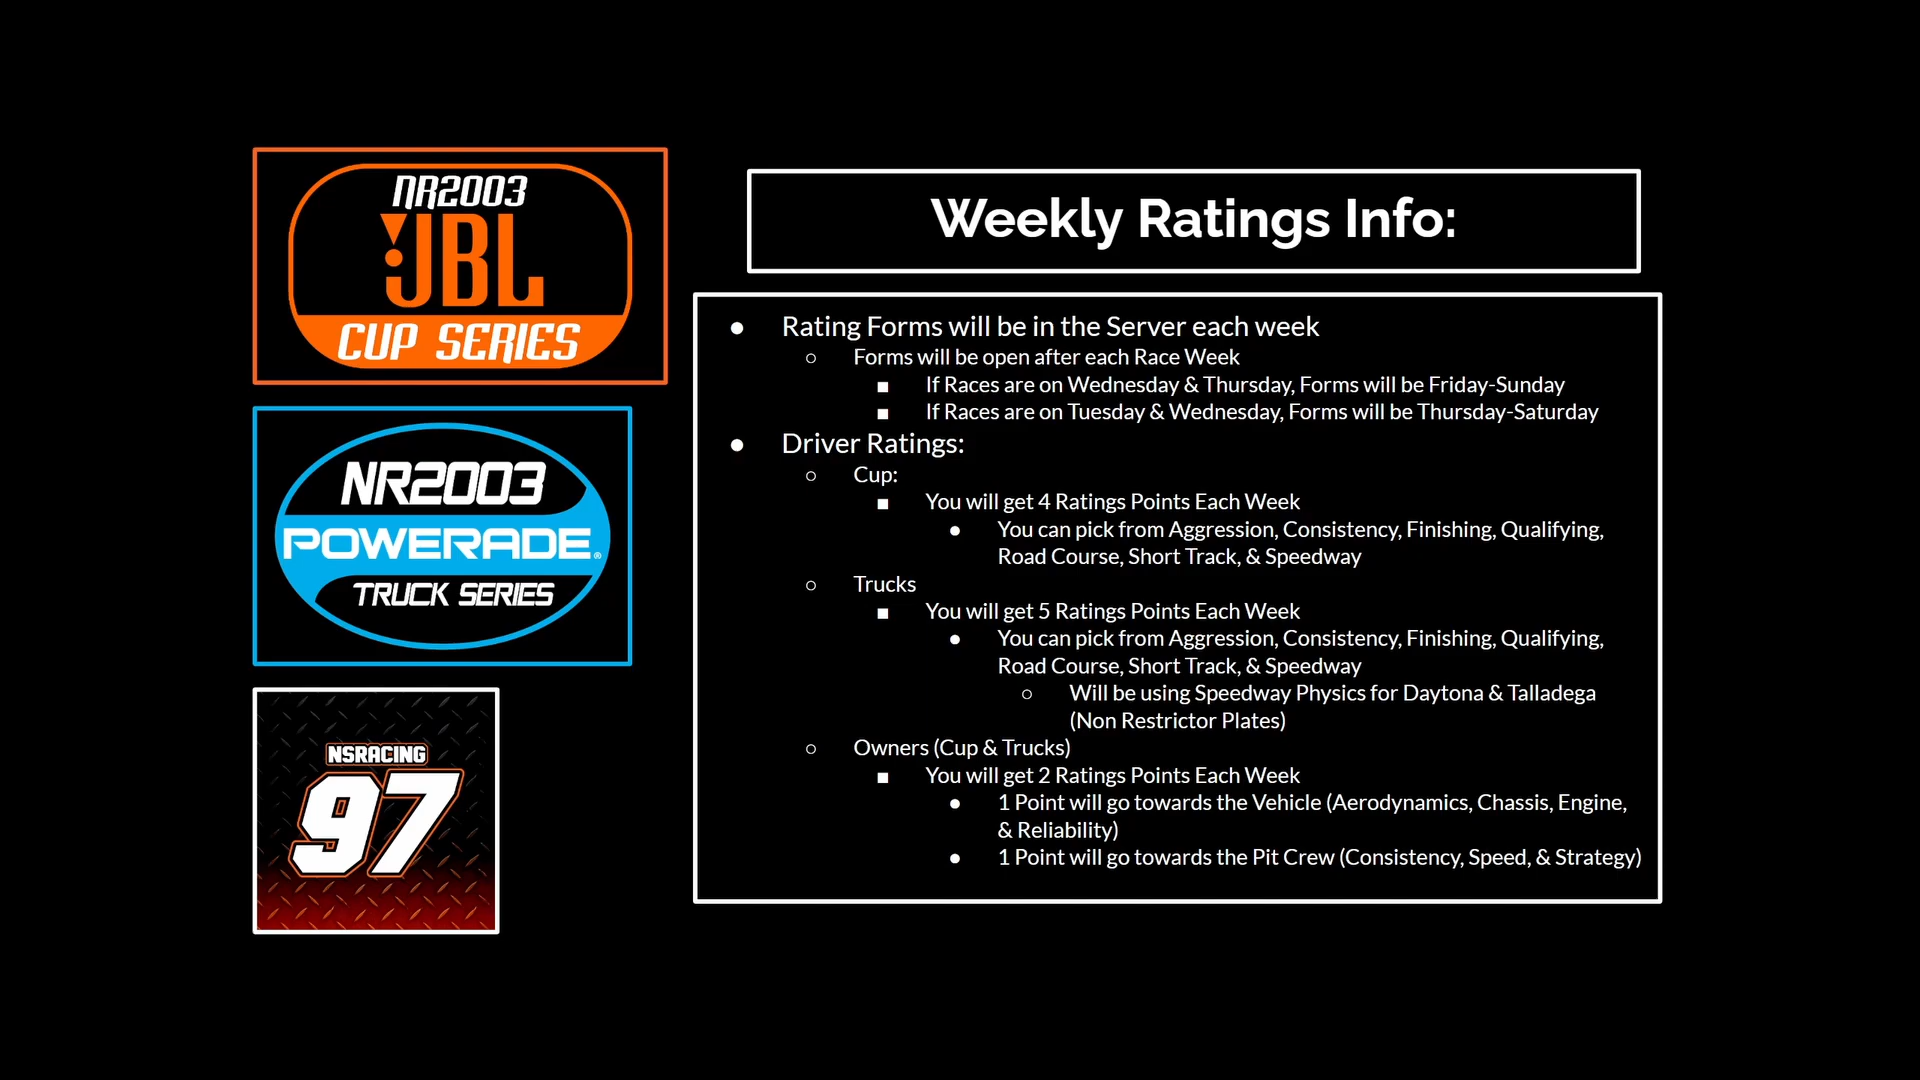 NR2003
JBL
CUP SERIES
NR2003
POWERADE®
TRUCK SERIES
NSRACING
97
Weekly Ratings Info:
● Rating Forms will be in the Server each week
○ Forms will be open after each Race Week
■ If Races are on Wednesday & Thursday, Forms will be Friday-Sunday
■ If Races are on Tuesday & Wednesday, Forms will be Thursday-Saturday
● Driver Ratings:
○ Cup:
■ You will get 4 Ratings Points Each Week
● You can pick from Aggression, Consistency, Finishing, Qualifying,
Road Course, Short Track, & Speedway
○ Trucks
■ You will get 5 Ratings Points Each Week
● You can pick from Aggression, Consistency, Finishing, Qualifying,
Road Course, Short Track, & Speedway
○ Will be using Speedway Physics for Daytona & Talladega
(Non Restrictor Plates)
○ Owners (Cup & Trucks)
■ You will get 2 Ratings Points Each Week
● 1 Point will go towards the Vehicle (Aerodynamics, Chassis, Engine,
& Reliability)
● 1 Point will go towards the Pit Crew (Consistency, Speed, & Strategy)